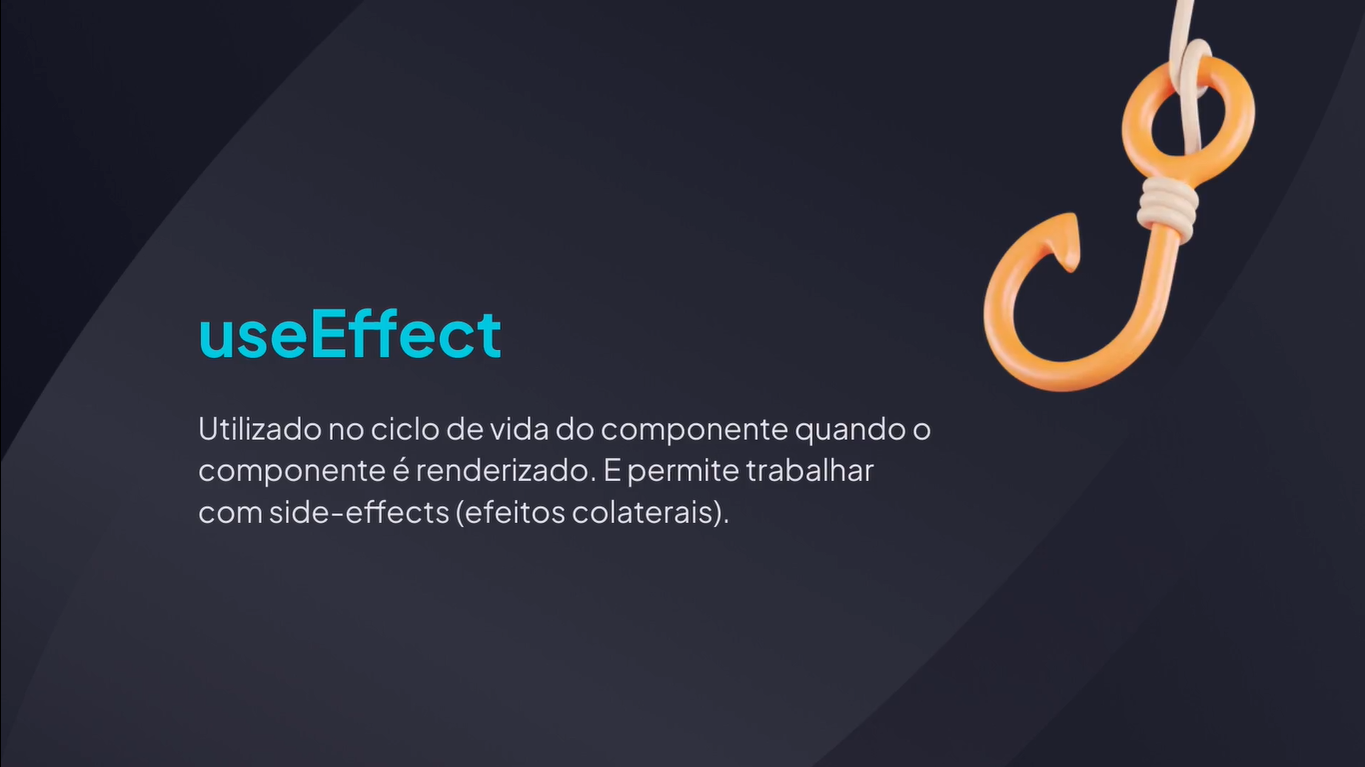 useEffect
Utilizado no ciclo de vida do componente quando o
componente é renderizado. E permite trabalhar
com side-effects (efeitos colaterais).